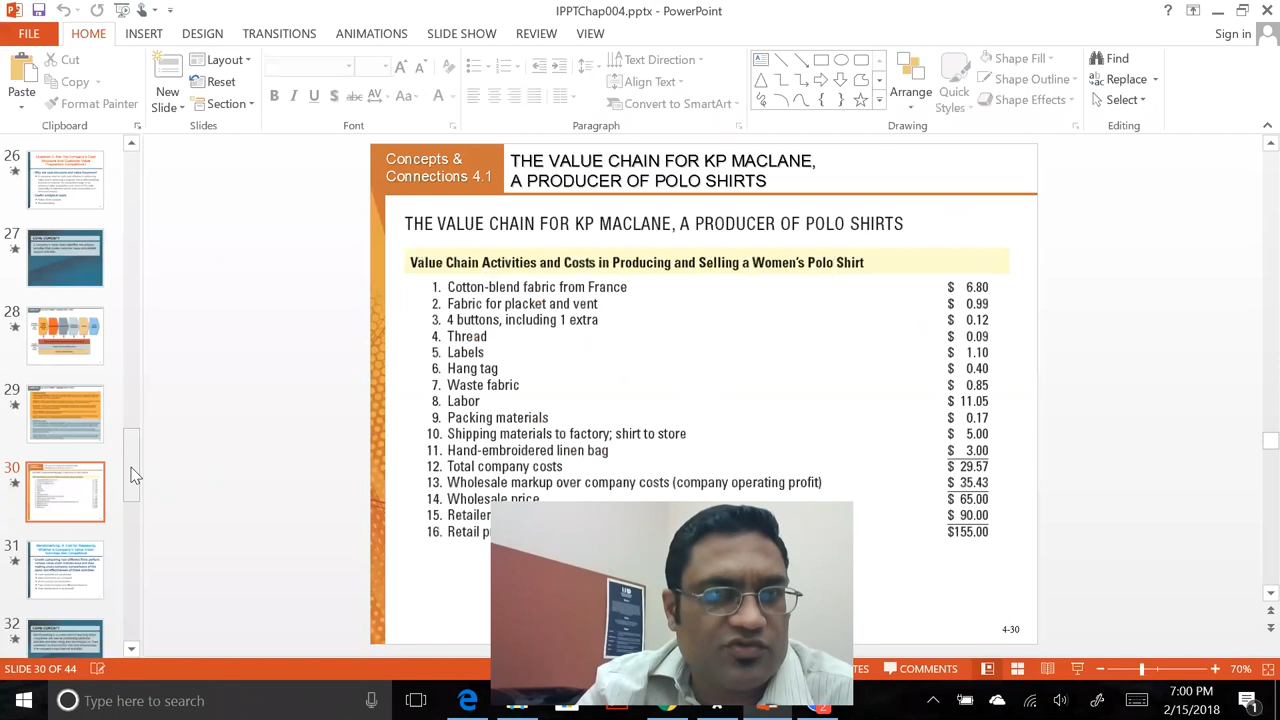 IPPTChap004.pptx - PowerPoint
FILE HOME INSERT DESIGN TRANSITIONS ANIMATIONS SLIDE SHOW REVIEW VIEW Sign in
Paste
Cut
Copy
Format Painter
Clipboard
New
Slide
Layout
Reset
Section
Slides
Font
Text Direction
Align Text
Convert to SmartArt
Paragraph
Arrange
Styles
Shape Fill
Shape Outline
Shape Effects
Drawing
Find
Replace
Select
Editing
26
27
28
29
30
31
32
Concepts &
Connections 4.1
THE VALUE CHAIN FOR KP MACLANE,
A PRODUCER OF POLO SHIRTS
THE VALUE CHAIN FOR KP MACLANE, A PRODUCER OF POLO SHIRTS
Value Chain Activities and Costs in Producing and Selling a Women's Polo Shirt
1. Cotton-blend fabric from France $ 6.80
2. Fabric for placket and vent $ 0.99
3. 4 buttons, including 1 extra $ 0.12
4. Thread $ 0.09
5. Labels $ 1.10
6. Hang tag $ 0.40
7. Waste fabric $ 0.85
8. Labor $ 11.05
9. Packing materials $ 0.17
10. Shipping materials to factory; shirt to store $ 5.00
11. Hand-embroidered linen bag $ 3.00
12. Total company costs $ 29.57
13. Wholesale markup over company costs (company operating profit) $ 35.43
14. Wholesale price $ 65.00
15. Retailer $ 90.00
16. Retail p $155.00
4-30
SLIDE 30 OF 44
COMMENTS
70%
Type here to search
7:00 PM
2/15/2018